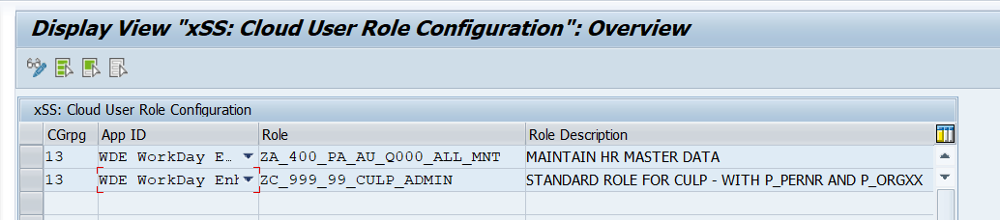 Display View "xSS: Cloud User Role Configuration": Overview
xSS: Cloud User Role Configuration
CGrpg App ID Role Role Description
13 WDE WorkDay E… ZA_400_PA_AU_Q000_ALL_MNT MAINTAIN HR MASTER DATA
13 WDE WorkDay Enh ZC_999_99_CULP_ADMIN STANDARD ROLE FOR CULP - WITH P_PERNR AND P_ORGXX